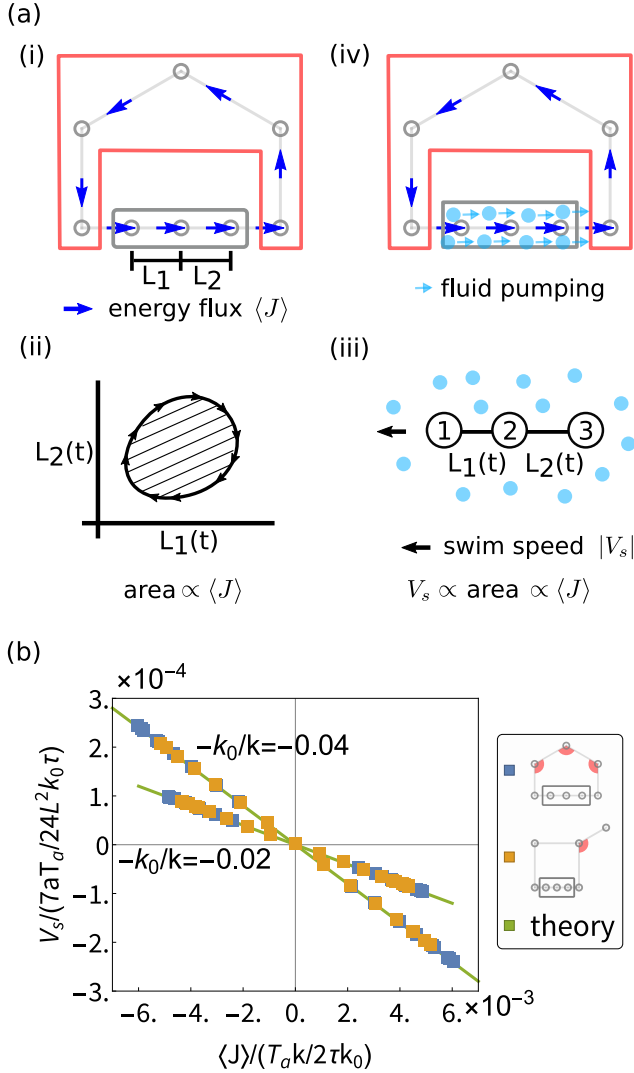 (a)
(i)
(iv)
L₁ L₂
energy flux ⟨J⟩
fluid pumping
(ii)
(iii)
L₂(t)
L₁(t)
area ∝ ⟨J⟩
1 2 3
L₁(t) L₂(t)
swim speed |Vₛ|
Vₛ ∝ area ∝ ⟨J⟩
(b)
×10⁻⁴
3.
2.
1.
0
−1.
−2.
−3.
−k₀/k=−0.04
−k₀/k=−0.02
−6. −4. −2. 0. 2. 4. 6.
×10⁻³
Vₛ/(7aTₐ/24L²k₀τ)
⟨J⟩/(Tₐk/2τk₀)
theory